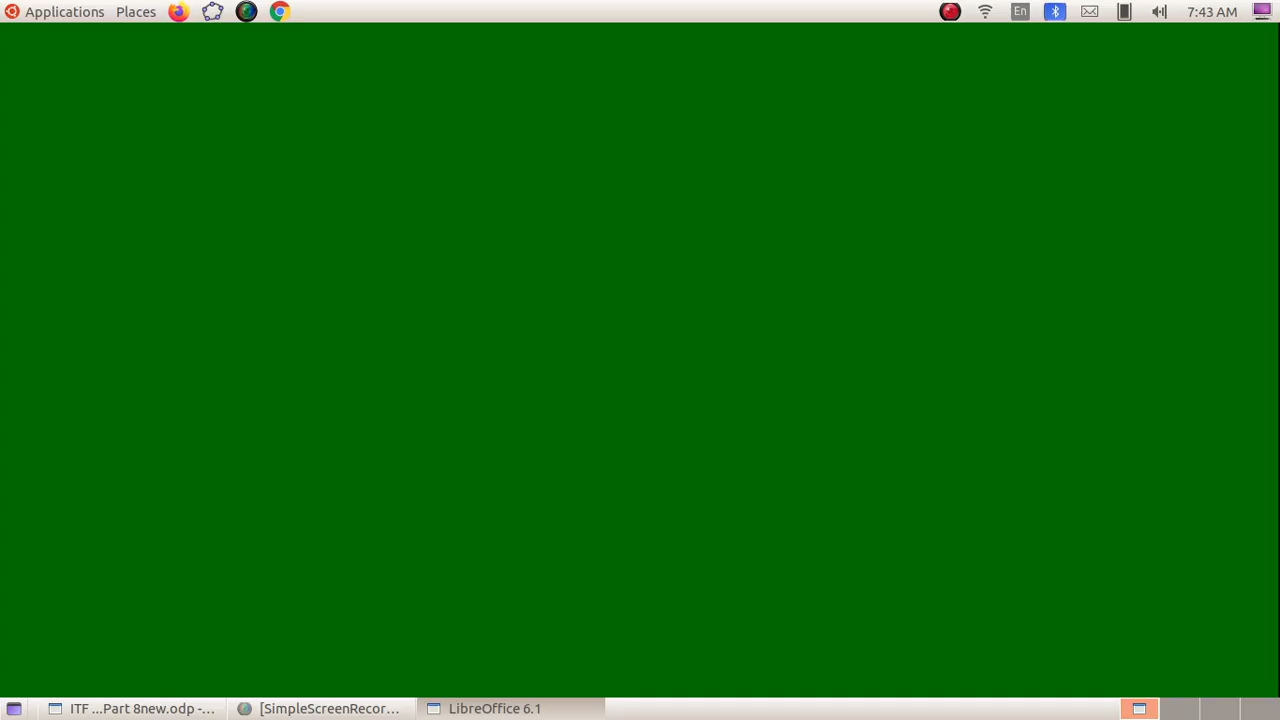 Applications Places En 7:43 AM
ITF ...Part 8new.odp -... [SimpleScreenRecor... LibreOffice 6.1